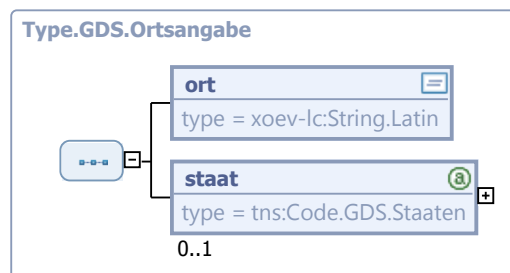 Type.GDS.Ortsangabe
ort
type = xoev-lc:String.Latin
staat
type = tns:Code.GDS.Staaten
0..1